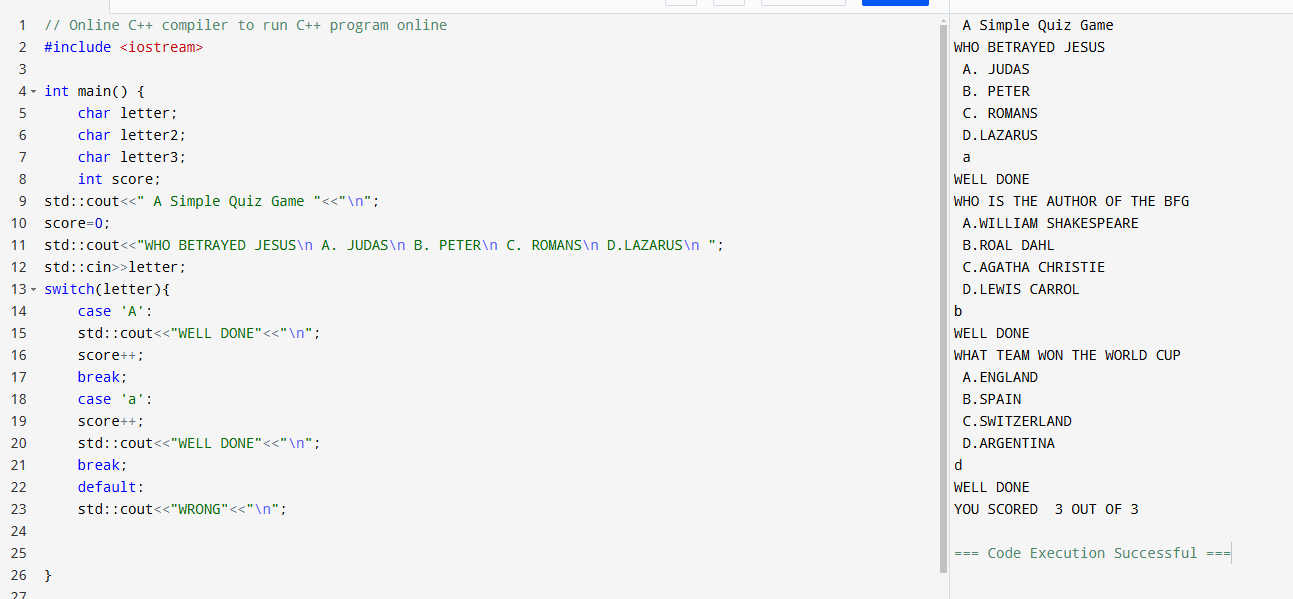 1 // Online C++ compiler to run C++ program online
2 #include <iostream>
3
4 int main() {
5     char letter;
6     char letter2;
7     char letter3;
8     int score;
9 std::cout<<" A Simple Quiz Game "<<"\n";
10 score=0;
11 std::cout<<"WHO BETRAYED JESUS\n A. JUDAS\n B. PETER\n C. ROMANS\n D.LAZARUS\n ";
12 std::cin>>letter;
13 switch(letter){
14     case 'A':
15     std::cout<<"WELL DONE"<<"\n";
16     score++;
17     break;
18     case 'a':
19     score++;
20     std::cout<<"WELL DONE"<<"\n";
21     break;
22     default:
23     std::cout<<"WRONG"<<"\n";
24
25
26 }
27
 A Simple Quiz Game
WHO BETRAYED JESUS
 A. JUDAS
 B. PETER
 C. ROMANS
 D.LAZARUS
 a
WELL DONE
WHO IS THE AUTHOR OF THE BFG
 A.WILLIAM SHAKESPEARE
 B.ROAL DAHL
 C.AGATHA CHRISTIE
 D.LEWIS CARROL
b
WELL DONE
WHAT TEAM WON THE WORLD CUP
 A.ENGLAND
 B.SPAIN
 C.SWITZERLAND
 D.ARGENTINA
d
WELL DONE
YOU SCORED  3 OUT OF 3

=== Code Execution Successful ===